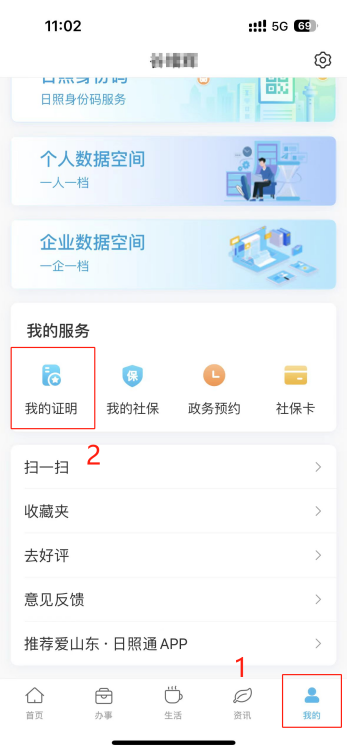 11:02
5G 69
日照身份码
日照身份码服务
个人数据空间
一人一档
企业数据空间
一企一档
我的服务
保
我的证明 我的社保 政务预约 社保卡
2
扫一扫
收藏夹
去好评
意见反馈
推荐爱山东·日照通APP
1
首页 办事 生活 资讯 我的